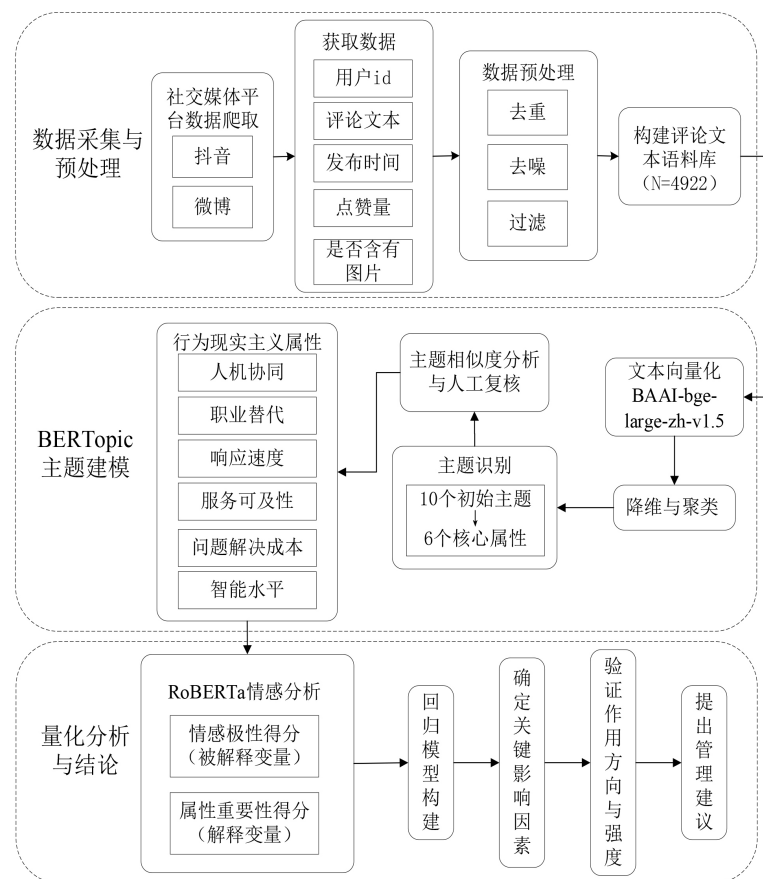 数据采集与
预处理
社交媒体平
台数据爬取
抖音
微博
获取数据
用户id
评论文本
发布时间
点赞量
是否含有
图片
数据预处理
去重
去噪
过滤
构建评论文
本语料库
（N=4922）
BERTopic
主题建模
行为现实主义属性
人机协同
职业替代
响应速度
服务可及性
问题解决成本
智能水平
主题相似度分析
与人工复核
主题识别
10个初始主题
6个核心属性
文本向量化
BAAI-bge-
large-zh-v1.5
降维与聚类
量化分析
与结论
RoBERTa情感分析
情感极性得分
（被解释变量）
属性重要性得分
（解释变量）
回归模型构建
确定关键影响因素
验证作用方向与强度
提出管理建议